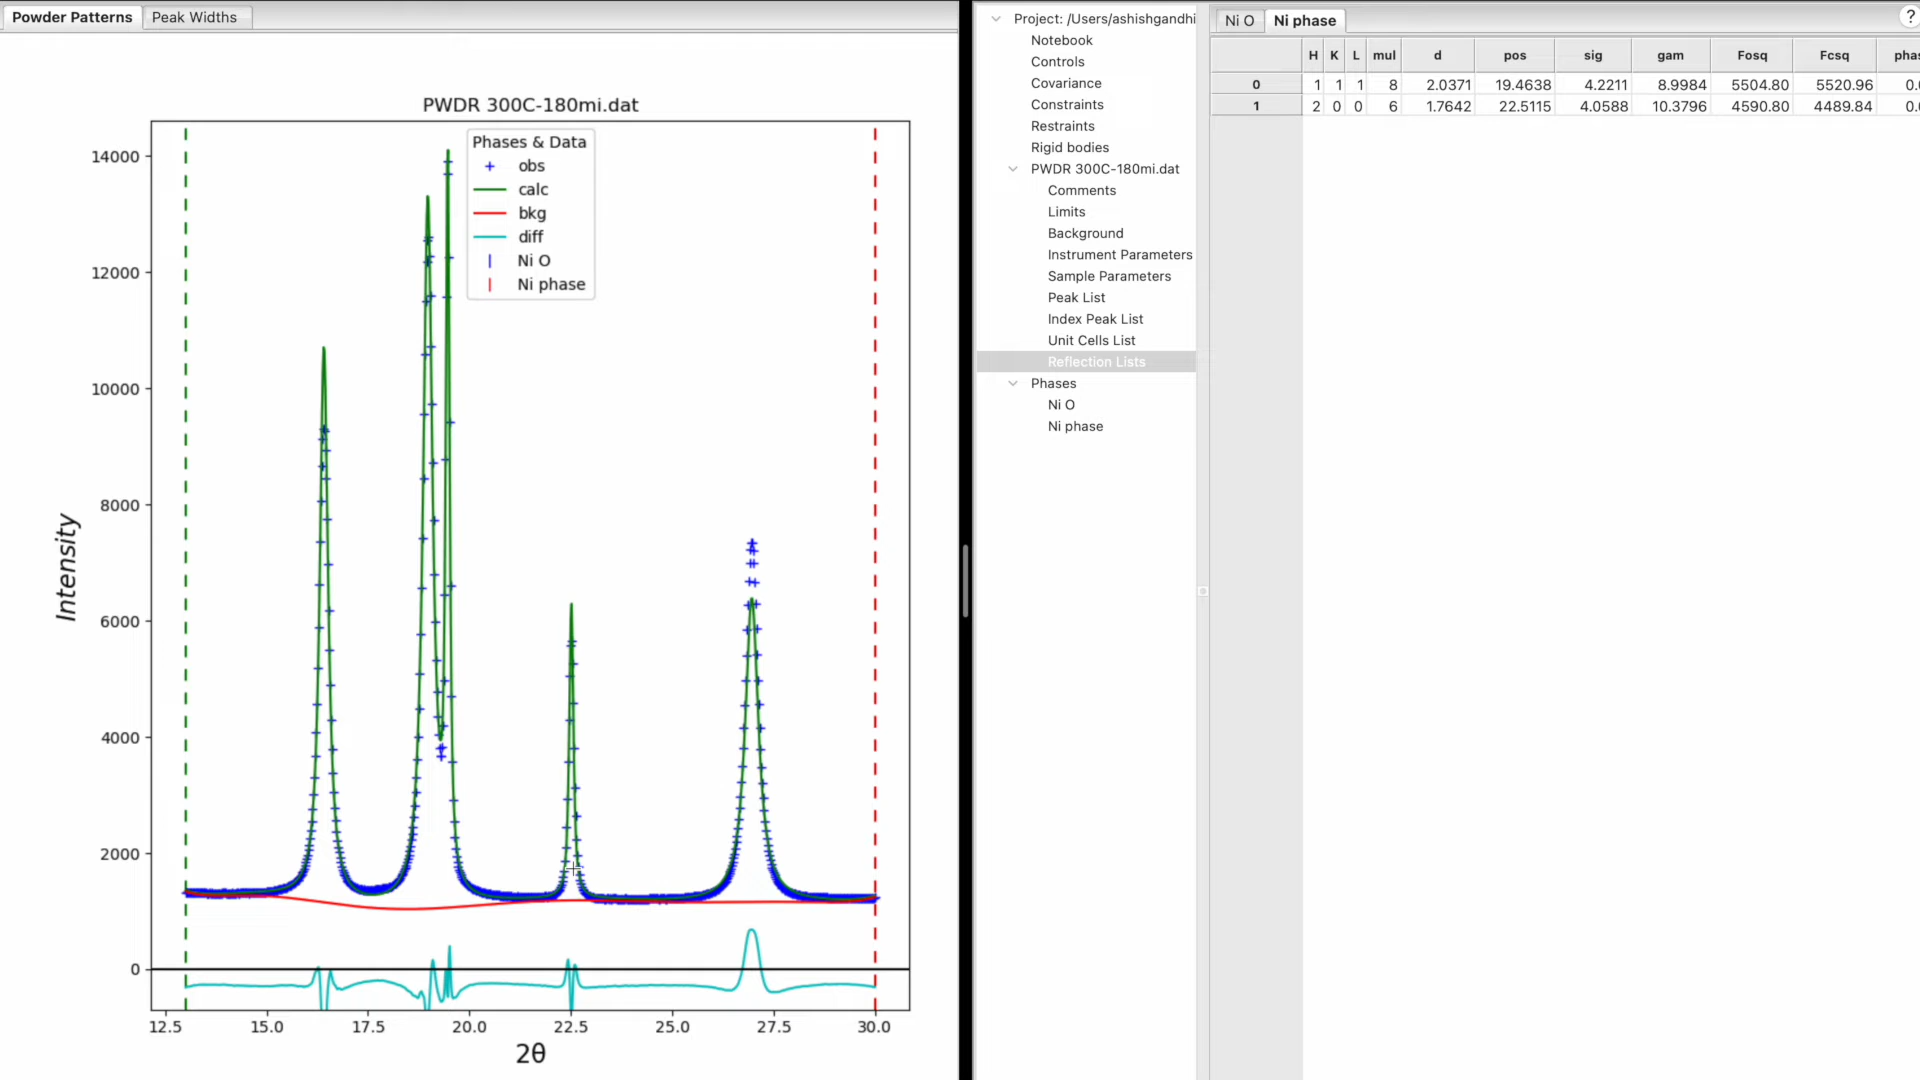 Powder Patterns
Peak Widths
PWDR 300C-180mi.dat
Phases & Data
obs
calc
bkg
diff
Ni O
Ni phase
14000
12000
10000
8000
6000
4000
2000
0
Intensity
12.5 15.0 17.5 20.0 22.5 25.0 27.5 30.0
2θ
Project: /Users/ashishgandhi
Notebook
Controls
Covariance
Constraints
Restraints
Rigid bodies
PWDR 300C-180mi.dat
Comments
Limits
Background
Instrument Parameters
Sample Parameters
Peak List
Index Peak List
Unit Cells List
Reflection Lists
Phases
Ni O
Ni phase
Ni O
Ni phase
?
H K L mul d pos sig gam Fosq Fcsq phas
0 1 1 1 8 2.0371 19.4638 4.2211 8.9984 5504.80 5520.96 0.0
1 2 0 0 6 1.7642 22.5115 4.0588 10.3796 4590.80 4489.84 0.0